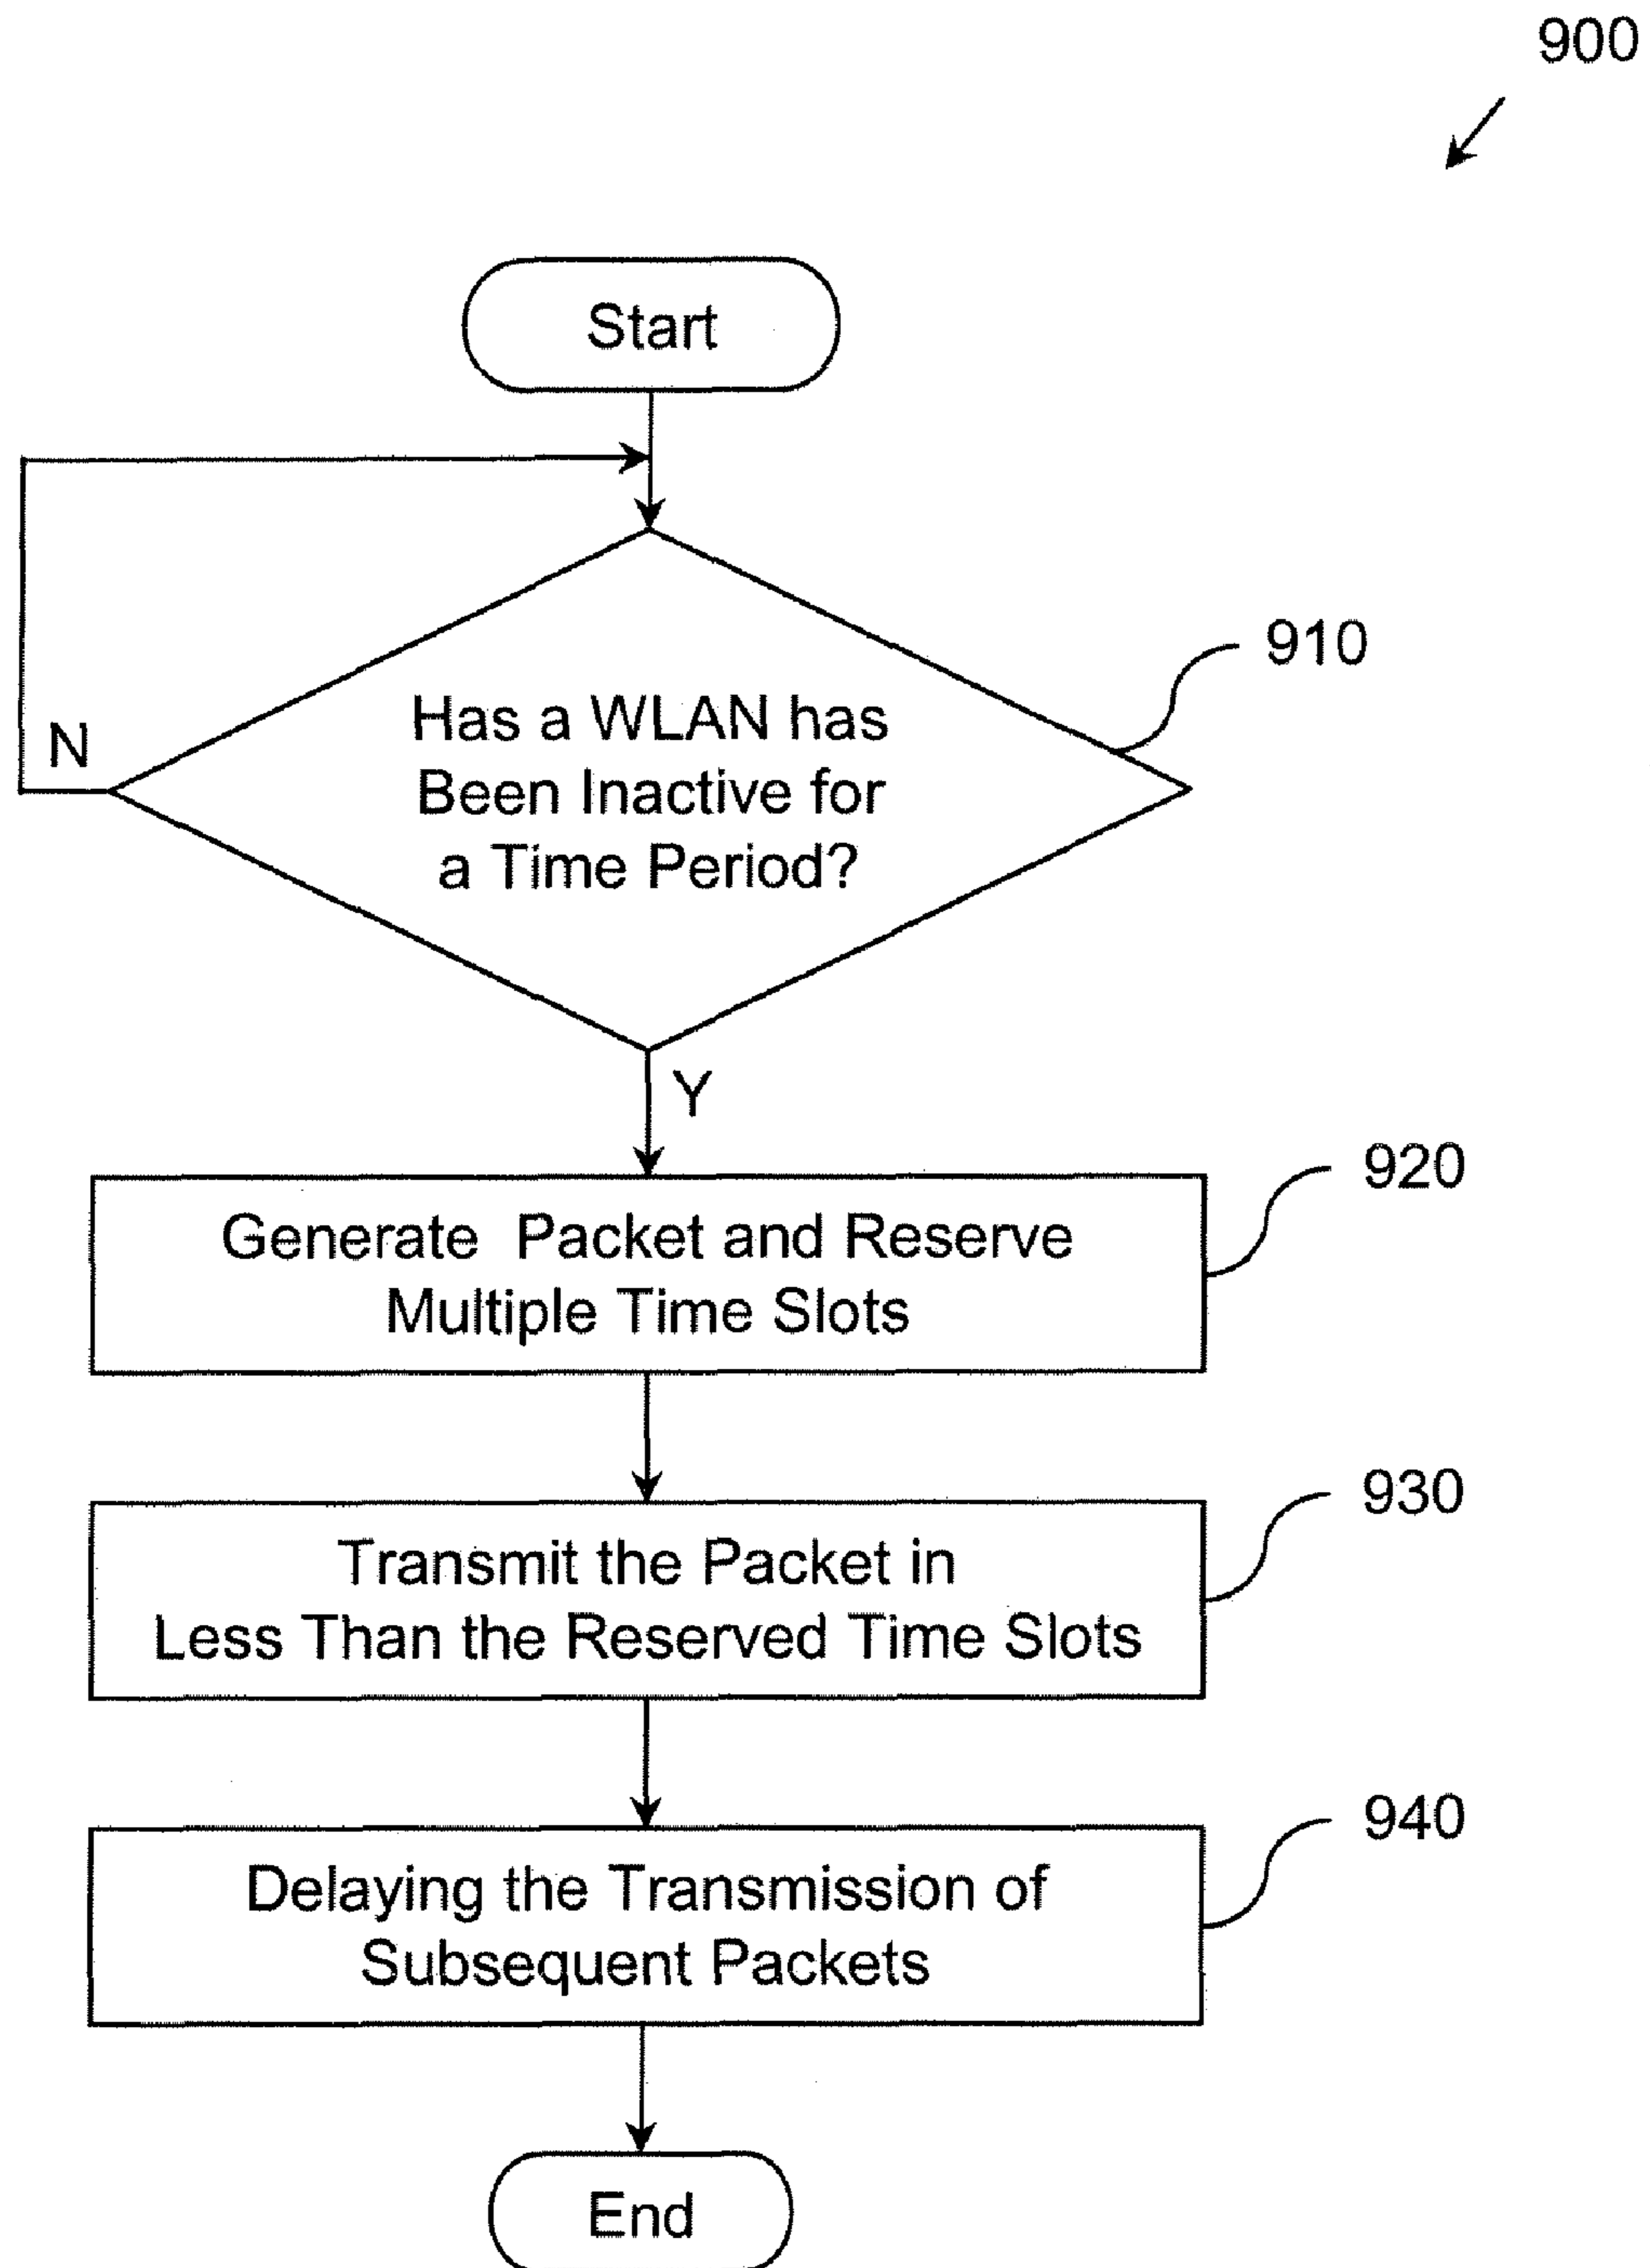 900
Start
910
Has a WLAN has
Been Inactive for
a Time Period?
N
Y
920
Generate Packet and Reserve
Multiple Time Slots
930
Transmit the Packet in
Less Than the Reserved Time Slots
940
Delaying the Transmission of
Subsequent Packets
End